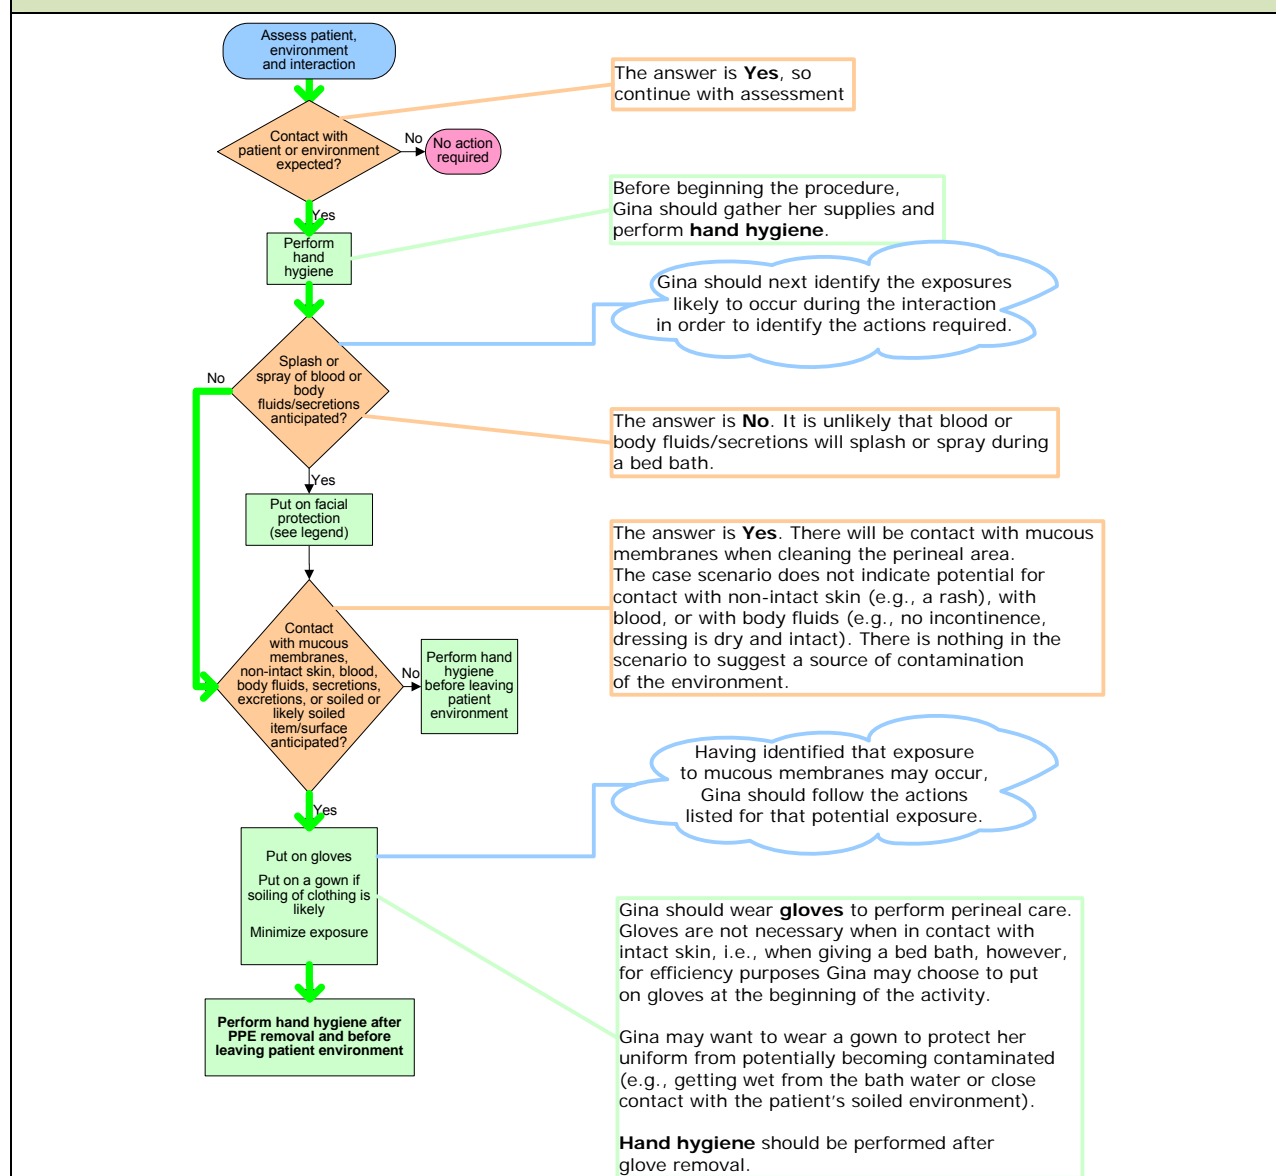 Assess patient,
environment
and interaction
The answer is Yes, so
continue with assessment
Contact with
patient or environment
expected?
No
No action
required
Yes
Before beginning the procedure,
Gina should gather her supplies and
perform hand hygiene.
Perform
hand
hygiene
Gina should next identify the exposures
likely to occur during the interaction
in order to identify the actions required.
Splash or
spray of blood or
body
fluids/secretions
anticipated?
No
The answer is No. It is unlikely that blood or
body fluids/secretions will splash or spray during
a bed bath.
Yes
Put on facial
protection
(see legend)
The answer is Yes. There will be contact with mucous
membranes when cleaning the perineal area.
The case scenario does not indicate potential for
contact with non-intact skin (e.g., a rash), with
blood, or with body fluids (e.g., no incontinence,
dressing is dry and intact). There is nothing in the
scenario to suggest a source of contamination
of the environment.
Contact
with mucous
membranes,
non-intact skin, blood,
body fluids, secretions,
excretions, or soiled or
likely soiled
item/surface
anticipated?
No
Perform hand
hygiene
before leaving
patient
environment
Having identified that exposure
to mucous membranes may occur,
Gina should follow the actions
listed for that potential exposure.
Yes
Put on gloves
Put on a gown if
soiling of clothing is
likely
Minimize exposure
Gina should wear gloves to perform perineal care.
Gloves are not necessary when in contact with
intact skin, i.e., when giving a bed bath, however,
for efficiency purposes Gina may choose to put
on gloves at the beginning of the activity.
Perform hand hygiene after
PPE removal and before
leaving patient environment
Gina may want to wear a gown to protect her
uniform from potentially becoming contaminated
(e.g., getting wet from the bath water or close
contact with the patient's soiled environment).
Hand hygiene should be performed after
glove removal.